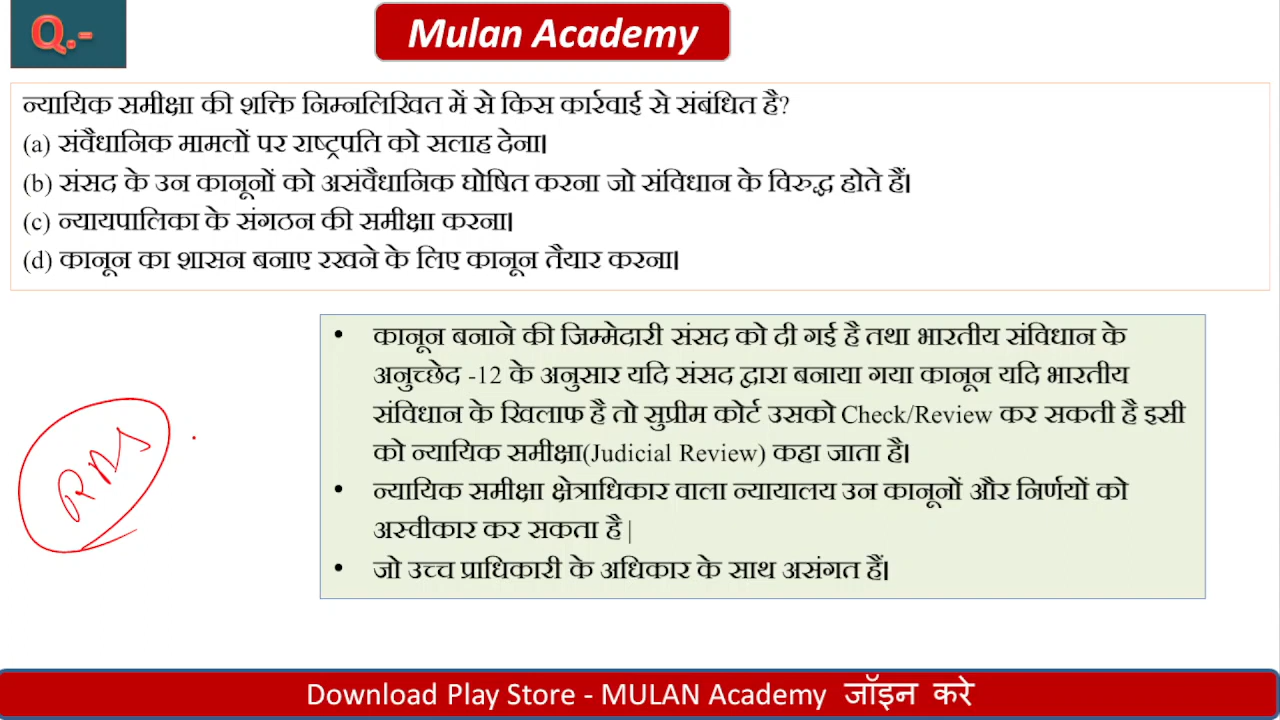 Q.-
Mulan Academy
न्यायिक समीक्षा की शक्ति निम्नलिखित में से किस कार्रवाई से संबंधित है?
(a) संवैधानिक मामलों पर राष्ट्रपति को सलाह देना।
(b) संसद के उन कानूनों को असंवैधानिक घोषित करना जो संविधान के विरुद्ध होते हैं।
(c) न्यायपालिका के संगठन की समीक्षा करना।
(d) कानून का शासन बनाए रखने के लिए कानून तैयार करना।
• कानून बनाने की जिम्मेदारी संसद को दी गई है तथा भारतीय संविधान के
अनुच्छेद -12 के अनुसार यदि संसद द्वारा बनाया गया कानून यदि भारतीय
संविधान के खिलाफ है तो सुप्रीम कोर्ट उसको Check/Review कर सकती है इसी
को न्यायिक समीक्षा(Judicial Review) कहा जाता है।
• न्यायिक समीक्षा क्षेत्राधिकार वाला न्यायालय उन कानूनों और निर्णयों को
अस्वीकार कर सकता है |
• जो उच्च प्राधिकारी के अधिकार के साथ असंगत हैं।
Download Play Store - MULAN Academy जॉइन करे